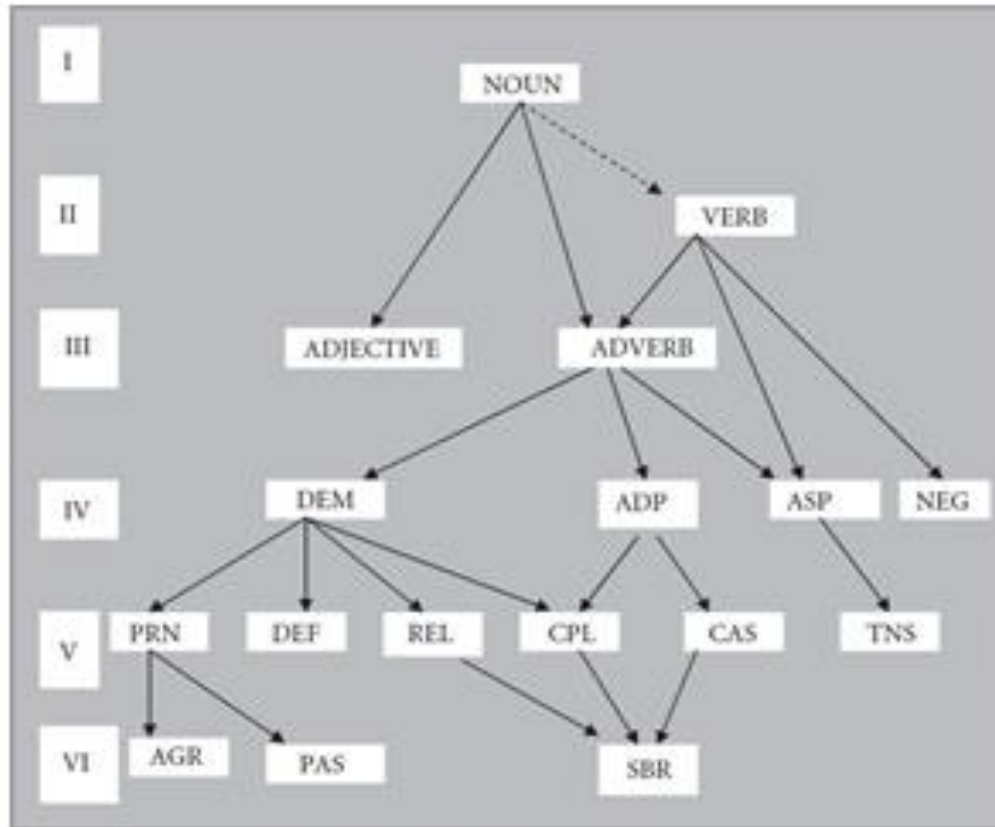 I
NOUN
II
VERB
III
ADJECTIVE
ADVERB
IV
DEM
ADP
ASP
NEG
V
PRN
DEF
REL
CPL
CAS
TNS
VI
AGR
PAS
SBR